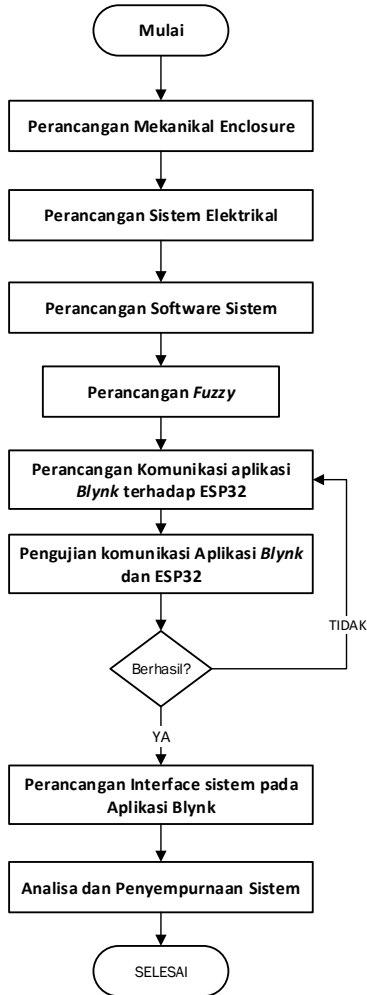 Mulai
Perancangan Mekanikal Enclosure
Perancangan Sistem Elektrikal
Perancangan Software Sistem
Perancangan Fuzzy
Perancangan Komunikasi aplikasi
Blynk terhadap ESP32
Pengujian komunikasi Aplikasi Blynk
dan ESP32
TIDAK
Berhasil?
YA
Perancangan Interface sistem pada
Aplikasi Blynk
Analisa dan Penyempurnaan Sistem
SELESAI